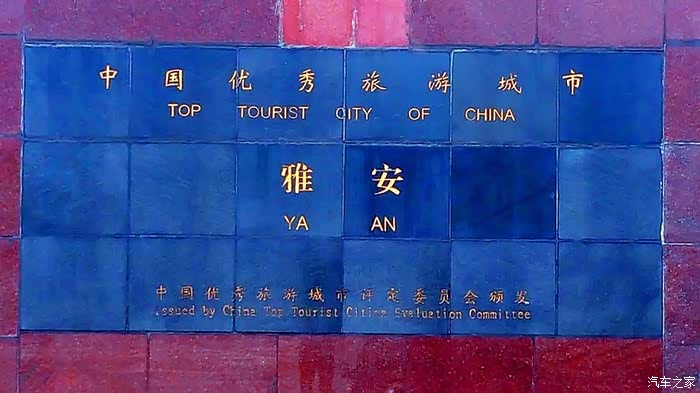 中国优秀旅游城市
TOP TOURIST CITY OF CHINA
雅安
YA AN
中国优秀旅游城市评定委员会颁发
Issued by China Top Tourist Cities Evaluation Committee
汽车之家